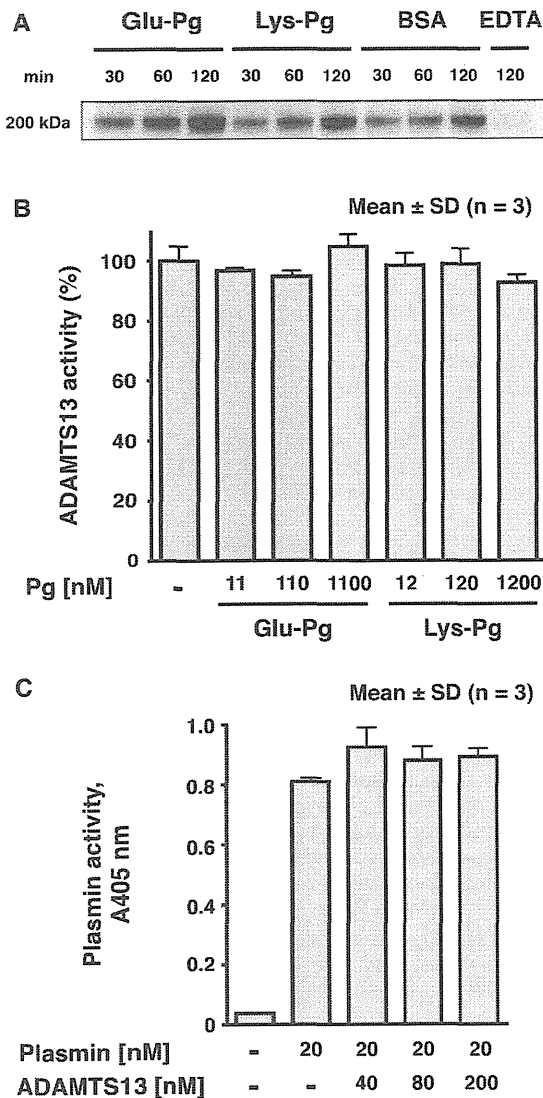 A
Glu-Pg Lys-Pg BSA EDTA
min 30 60 120 30 60 120 30 60 120 120
200 kDa
B
Mean ± SD (n = 3)
ADAMTS13 activity (%)
100
80
60
40
20
0
Pg [nM] - 11 110 1100 12 120 1200
Glu-Pg Lys-Pg
C
Mean ± SD (n = 3)
Plasmin activity,
A405 nm
1.0
0.8
0.6
0.4
0.2
0
Plasmin [nM] - 20 20 20 20
ADAMTS13 [nM] - - 40 80 200